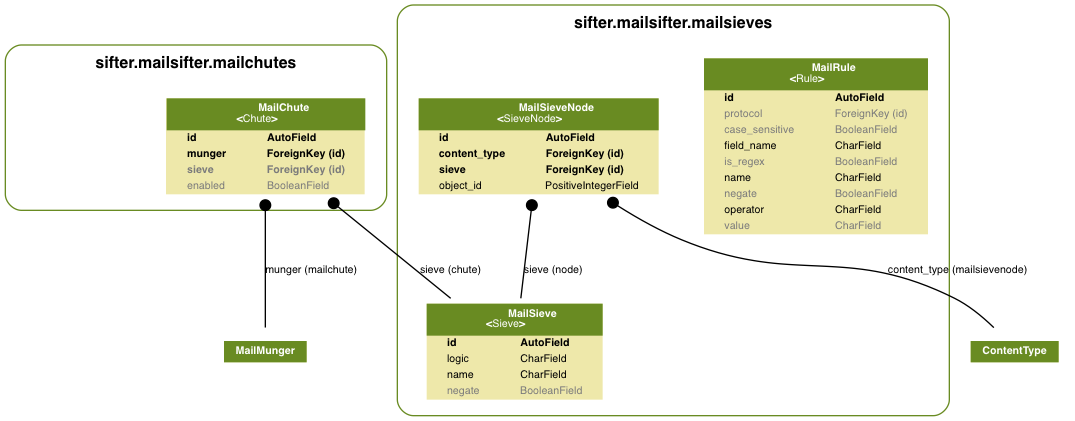 sifter.mailsifter.mailsieves
sifter.mailsifter.mailchutes
MailChute
<Chute>
id AutoField
munger ForeignKey (id)
sieve ForeignKey (id)
enabled BooleanField
MailSieveNode
<SieveNode>
id AutoField
content_type ForeignKey (id)
sieve ForeignKey (id)
object_id PositiveIntegerField
MailRule
<Rule>
id AutoField
protocol ForeignKey (id)
case_sensitive BooleanField
field_name CharField
is_regex BooleanField
name CharField
negate BooleanField
operator CharField
value CharField
munger (mailchute)
sieve (chute)
sieve (node)
content_type (mailsievenode)
MailSieve
<Sieve>
id AutoField
logic CharField
name CharField
negate BooleanField
MailMunger
ContentType